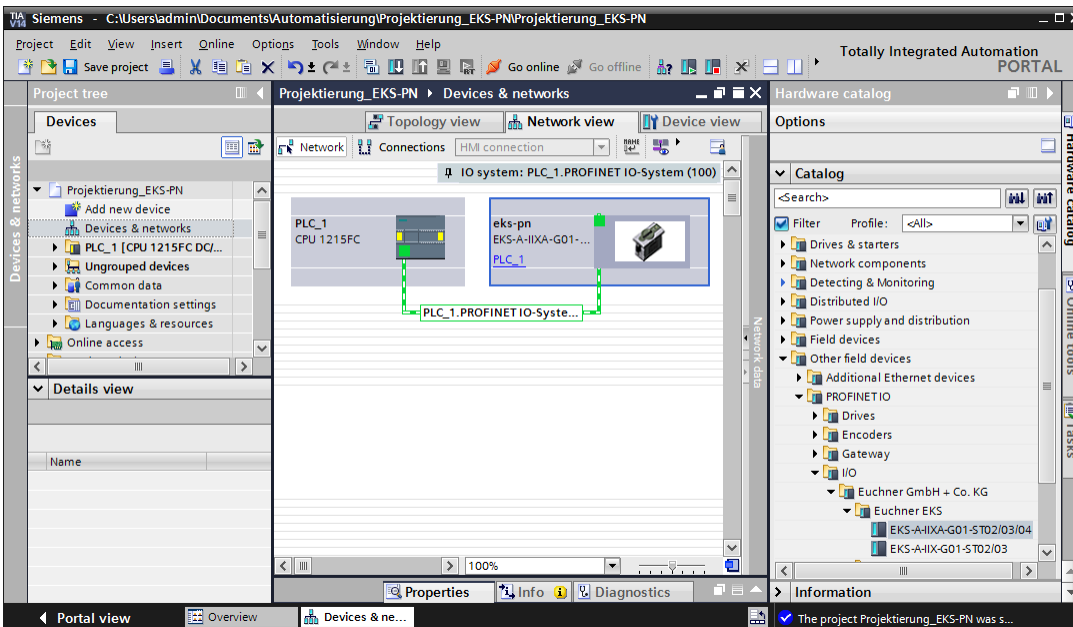 TIA V14 Siemens - C:\Users\admin\Documents\Automatisierung\Projektierung_EKS-PN\Projektierung_EKS-PN
Project Edit View Insert Online Options Tools Window Help
Totally Integrated Automation
PORTAL
Save project Go online Go offline
Project tree
Devices
Projektierung_EKS-PN
Add new device
Devices & networks
PLC_1 [CPU 1215FC DC/...
Ungrouped devices
Common data
Documentation settings
Languages & resources
Online access
Details view
Name
Devices & networks
Projektierung_EKS-PN Devices & networks
Topology view Network view Device view
Network Connections HMI connection
IO system: PLC_1.PROFINET IO-System (100)
PLC_1
CPU 1215FC
eks-pn
EKS-A-IIXA-G01-...
PLC_1
PLC_1.PROFINET IO-Syste...
Network data
100%
Properties Info Diagnostics
Hardware catalog
Options
Catalog
<Search>
Filter Profile: <All>
Drives & starters
Network components
Detecting & Monitoring
Distributed I/O
Power supply and distribution
Field devices
Other field devices
Additional Ethernet devices
PROFINET IO
Drives
Encoders
Gateway
I/O
Euchner GmbH + Co. KG
Euchner EKS
EKS-A-IIXA-G01-ST02/03/04
EKS-A-IIX-G01-ST02/03
Information
Hardware catalog
Online tools
Tasks
Portal view Overview Devices & ne...
The project Projektierung_EKS-PN was s...